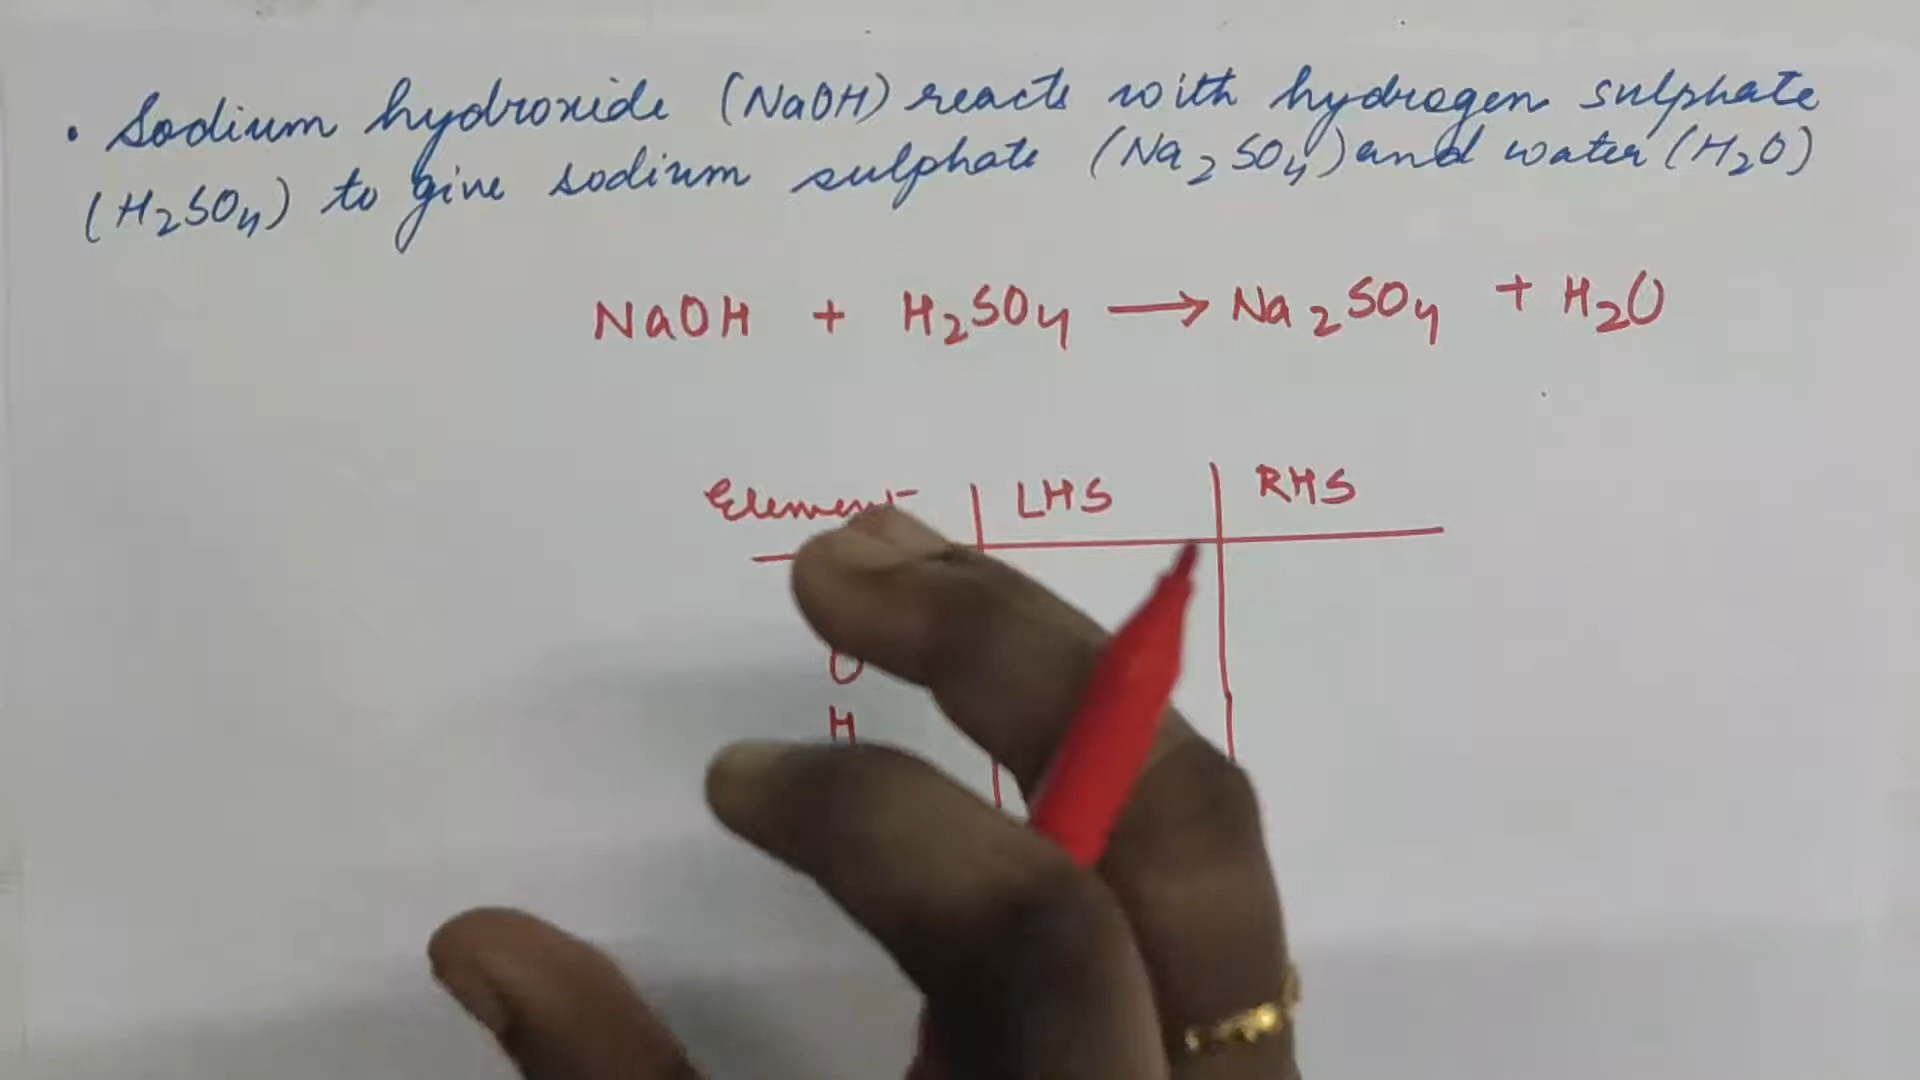 • Sodium hydroxide (NaOH) reacts with hydrogen sulphate
(H₂SO₄) to give sodium sulphate (Na₂SO₄) and water (H₂O)
NaOH + H₂SO₄ → Na₂SO₄ + H₂O
Element LHS RHS
O
H